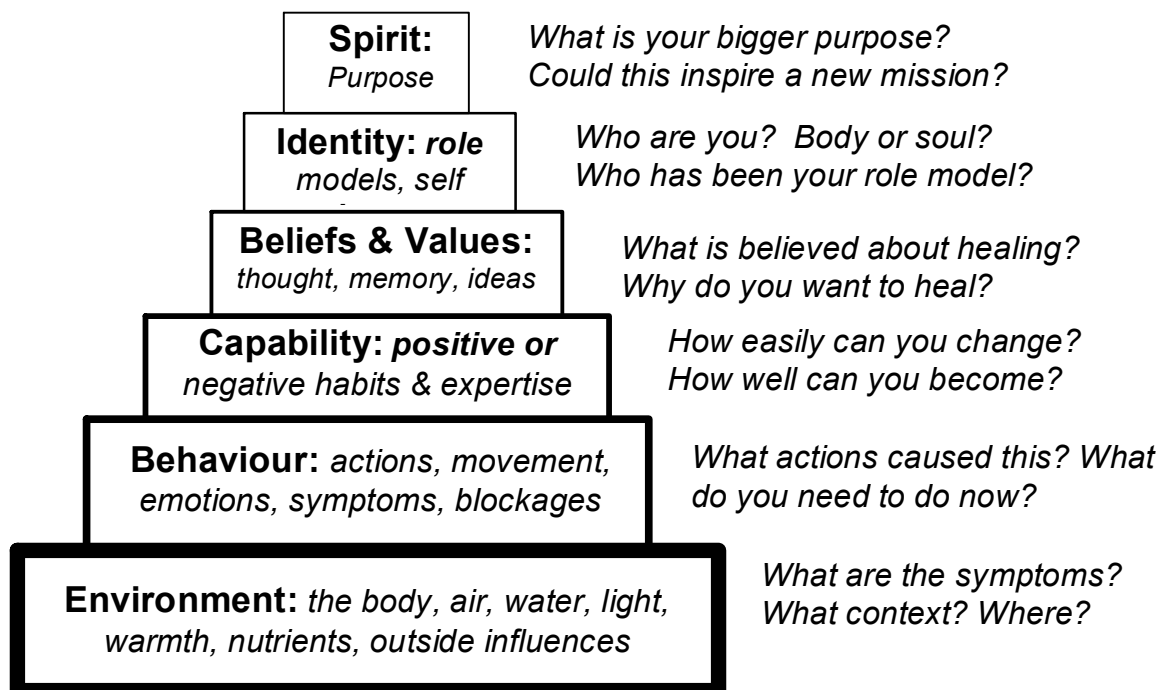 Spirit:
Purpose
What is your bigger purpose?
Could this inspire a new mission?
Identity: role
models, self
Who are you?  Body or soul?
Who has been your role model?
Beliefs & Values:
thought, memory, ideas
What is believed about healing?
Why do you want to heal?
Capability: positive or
negative habits & expertise
How easily can you change?
How well can you become?
Behaviour: actions, movement,
emotions, symptoms, blockages
What actions caused this? What
do you need to do now?
Environment: the body, air, water, light,
warmth, nutrients, outside influences
What are the symptoms?
What context? Where?